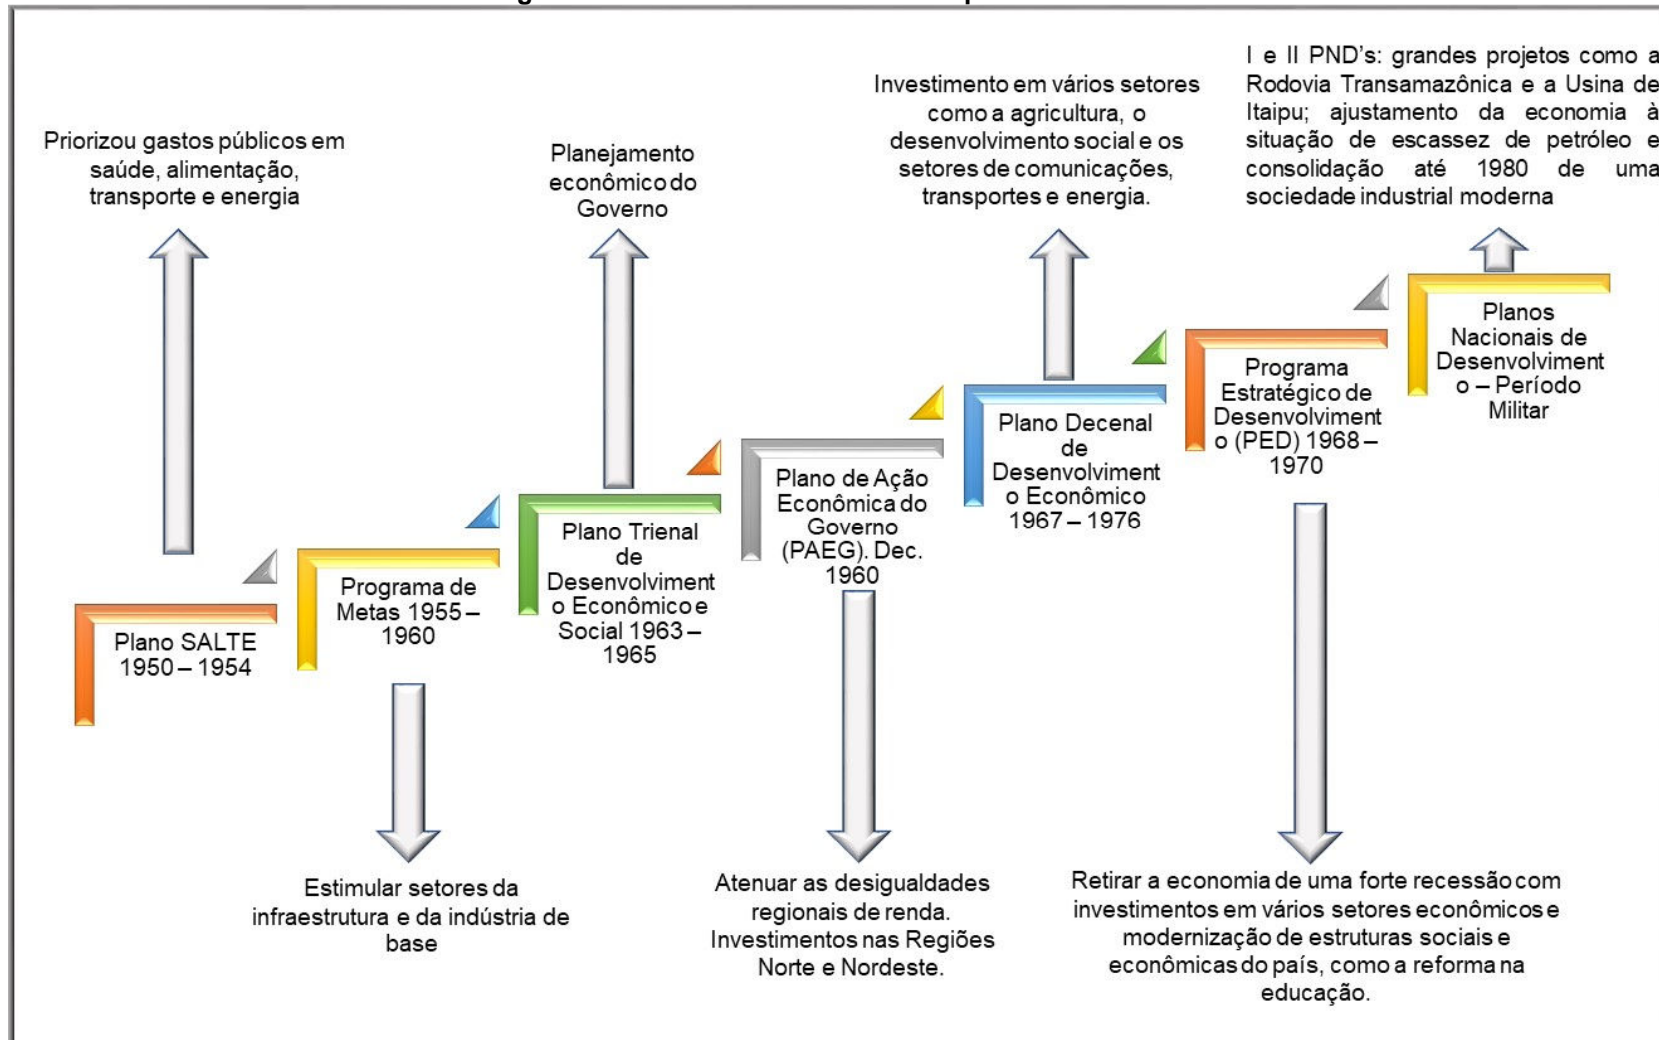 Priorizou gastos públicos em
saúde, alimentação,
transporte e energia
Planejamento
econômico do
Governo
Investimento em vários setores
como a agricultura, o
desenvolvimento social e os
setores de comunicações,
transportes e energia.
I e II PND's: grandes projetos como a
Rodovia Transamazônica e a Usina de
Itaipu; ajustamento da economia à
situação de escassez de petróleo e
consolidação até 1980 de uma
sociedade industrial moderna
Plano SALTE
1950 – 1954
Programa de
Metas 1955 –
1960
Plano Trienal
de
Desenvolviment
o Econômico e
Social 1963 –
1965
Plano de Ação
Econômica do
Governo
(PAEG). Dec.
1960
Plano Decenal
de
Desenvolviment
o Econômico
1967 – 1976
Programa
Estratégico de
Desenvolviment
o (PED) 1968 –
1970
Planos
Nacionais de
Desenvolviment
o – Período
Militar
Estimular setores da
infraestrutura e da indústria de
base
Atenuar as desigualdades
regionais de renda.
Investimentos nas Regiões
Norte e Nordeste.
Retirar a economia de uma forte recessão com
investimentos em vários setores econômicos e
modernização de estruturas sociais e
econômicas do país, como a reforma na
educação.